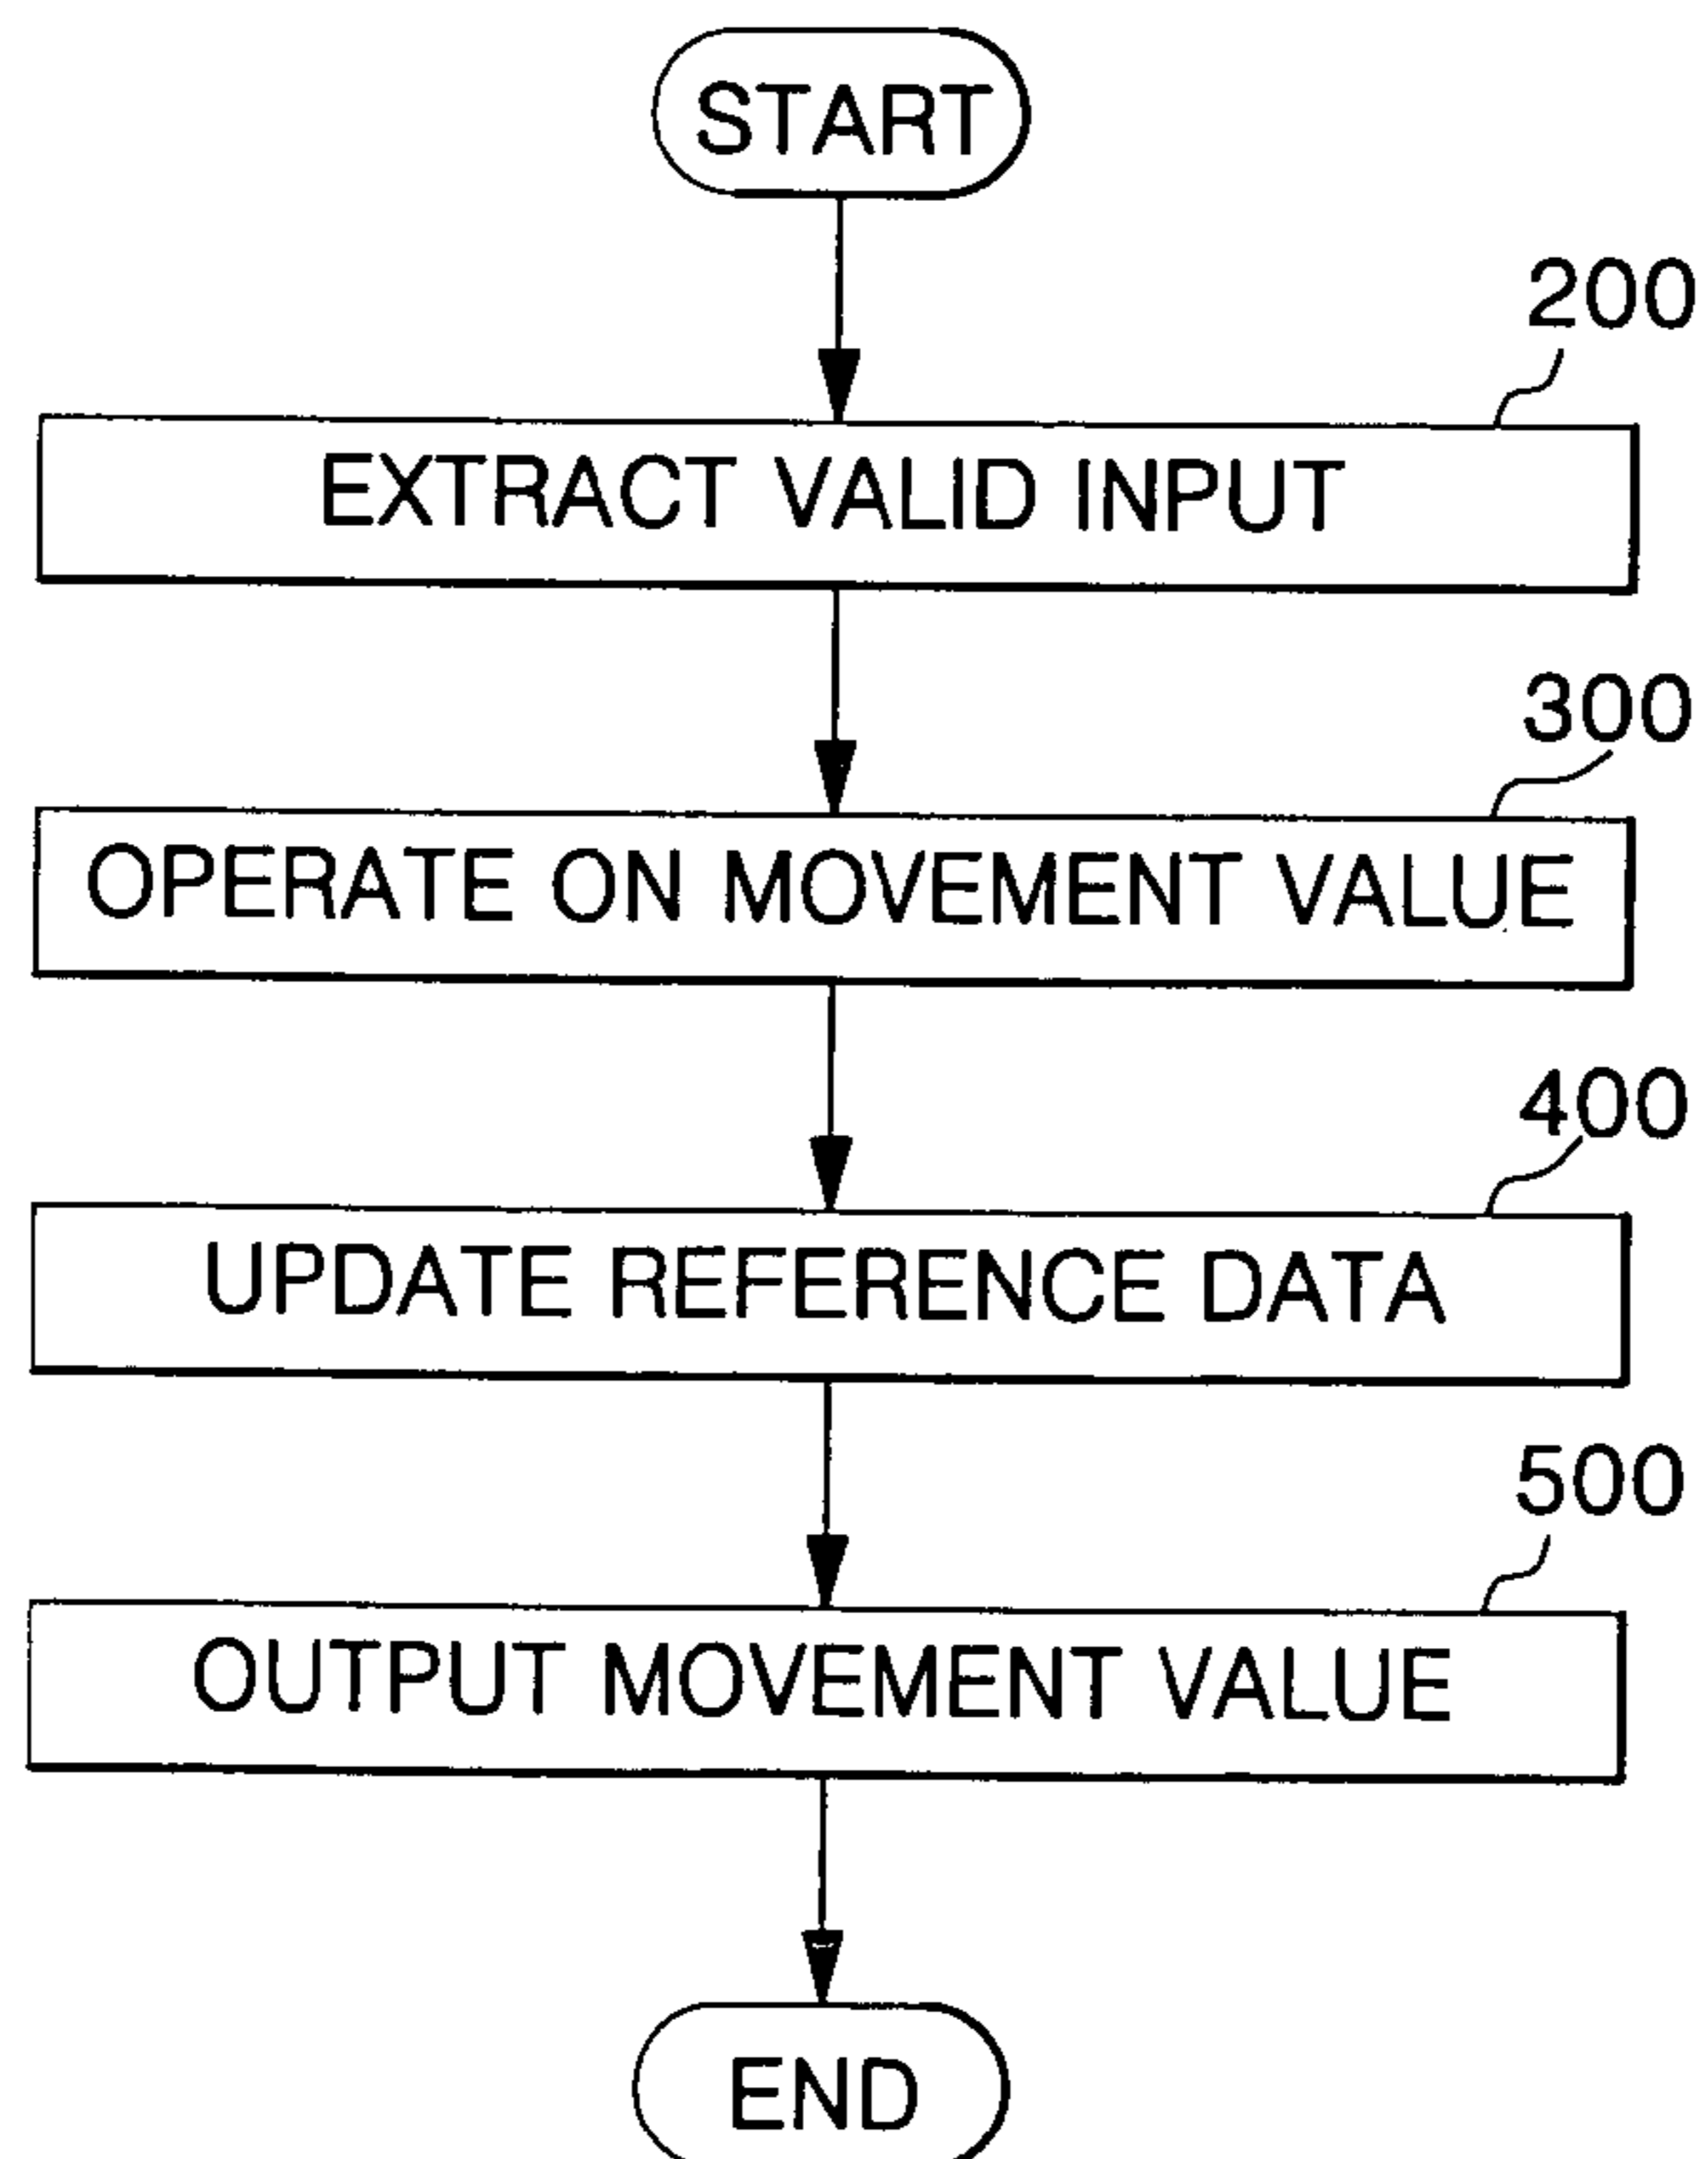 START
200
EXTRACT VALID INPUT
300
OPERATE ON MOVEMENT VALUE
400
UPDATE REFERENCE DATA
500
OUTPUT MOVEMENT VALUE
END